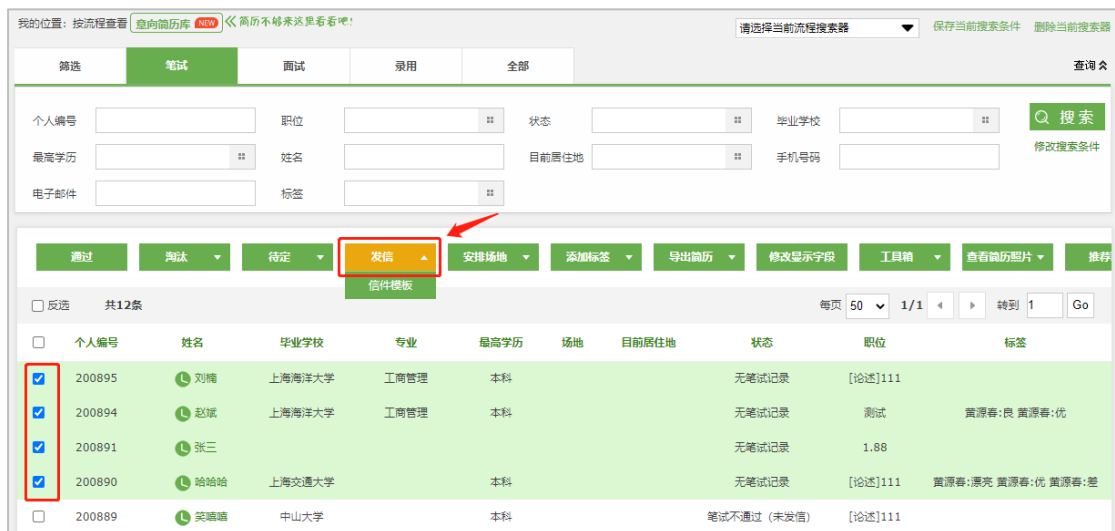 我的位置：按流程查看 意向简历库 NEW 简历不够来这里看看吧！ 请选择当前流程搜索器 保存当前搜索条件 删除当前搜索器
筛选 笔试 面试 录用 全部 查询
个人编号 职位 状态 毕业学校 搜索
最高学历 姓名 目前居住地 手机号码 修改搜索条件
电子邮件 标签
通过 淘汰 待定 发信 安排场地 添加标签 导出简历 修改显示字段 工具箱 查看简历照片 推荐
信件模板
反选 共12条 每页 50 1/1 转到 1 Go
个人编号 姓名 毕业学校 专业 最高学历 场地 目前居住地 状态 职位 标签
200895 L 刘楠 上海海洋大学 工商管理 本科 无笔试记录 [论述]111
200894 L 赵斌 上海海洋大学 工商管理 本科 无笔试记录 测试 黄源春:良 黄源春:优
200891 L 张三 无笔试记录 1.88
200890 L 哈哈哈 上海交通大学 本科 无笔试记录 [论述]111 黄源春:漂亮 黄源春:优 黄源春:差
200889 L 笑嘻嘻 中山大学 本科 笔试不通过（未发信） [论述]111